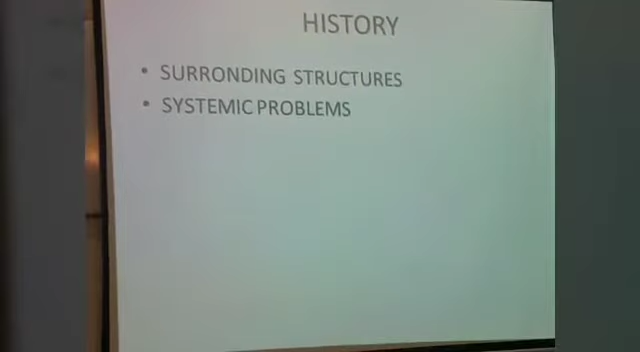 HISTORY
• SURRONDING STRUCTURES
• SYSTEMIC PROBLEMS